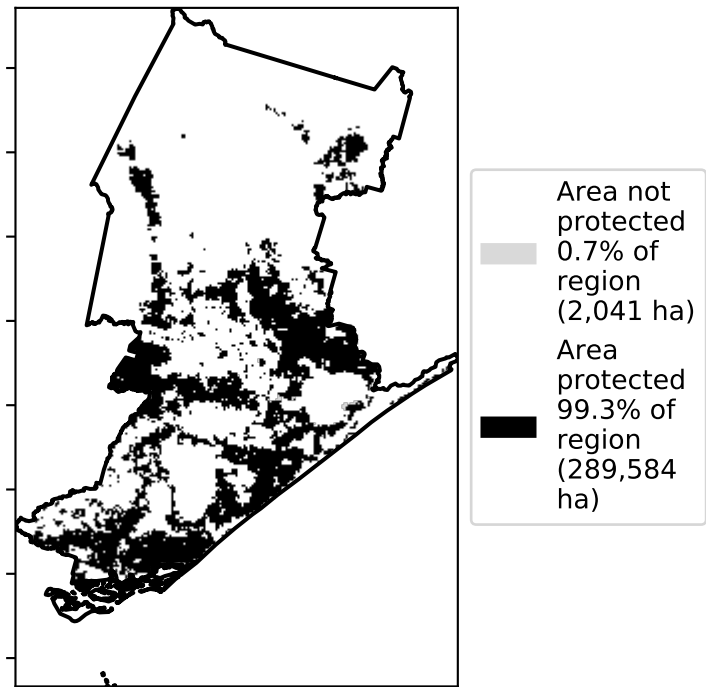 Area not
protected
0.7% of
region
(2,041 ha)
Area
protected
99.3% of
region
(289,584
ha)